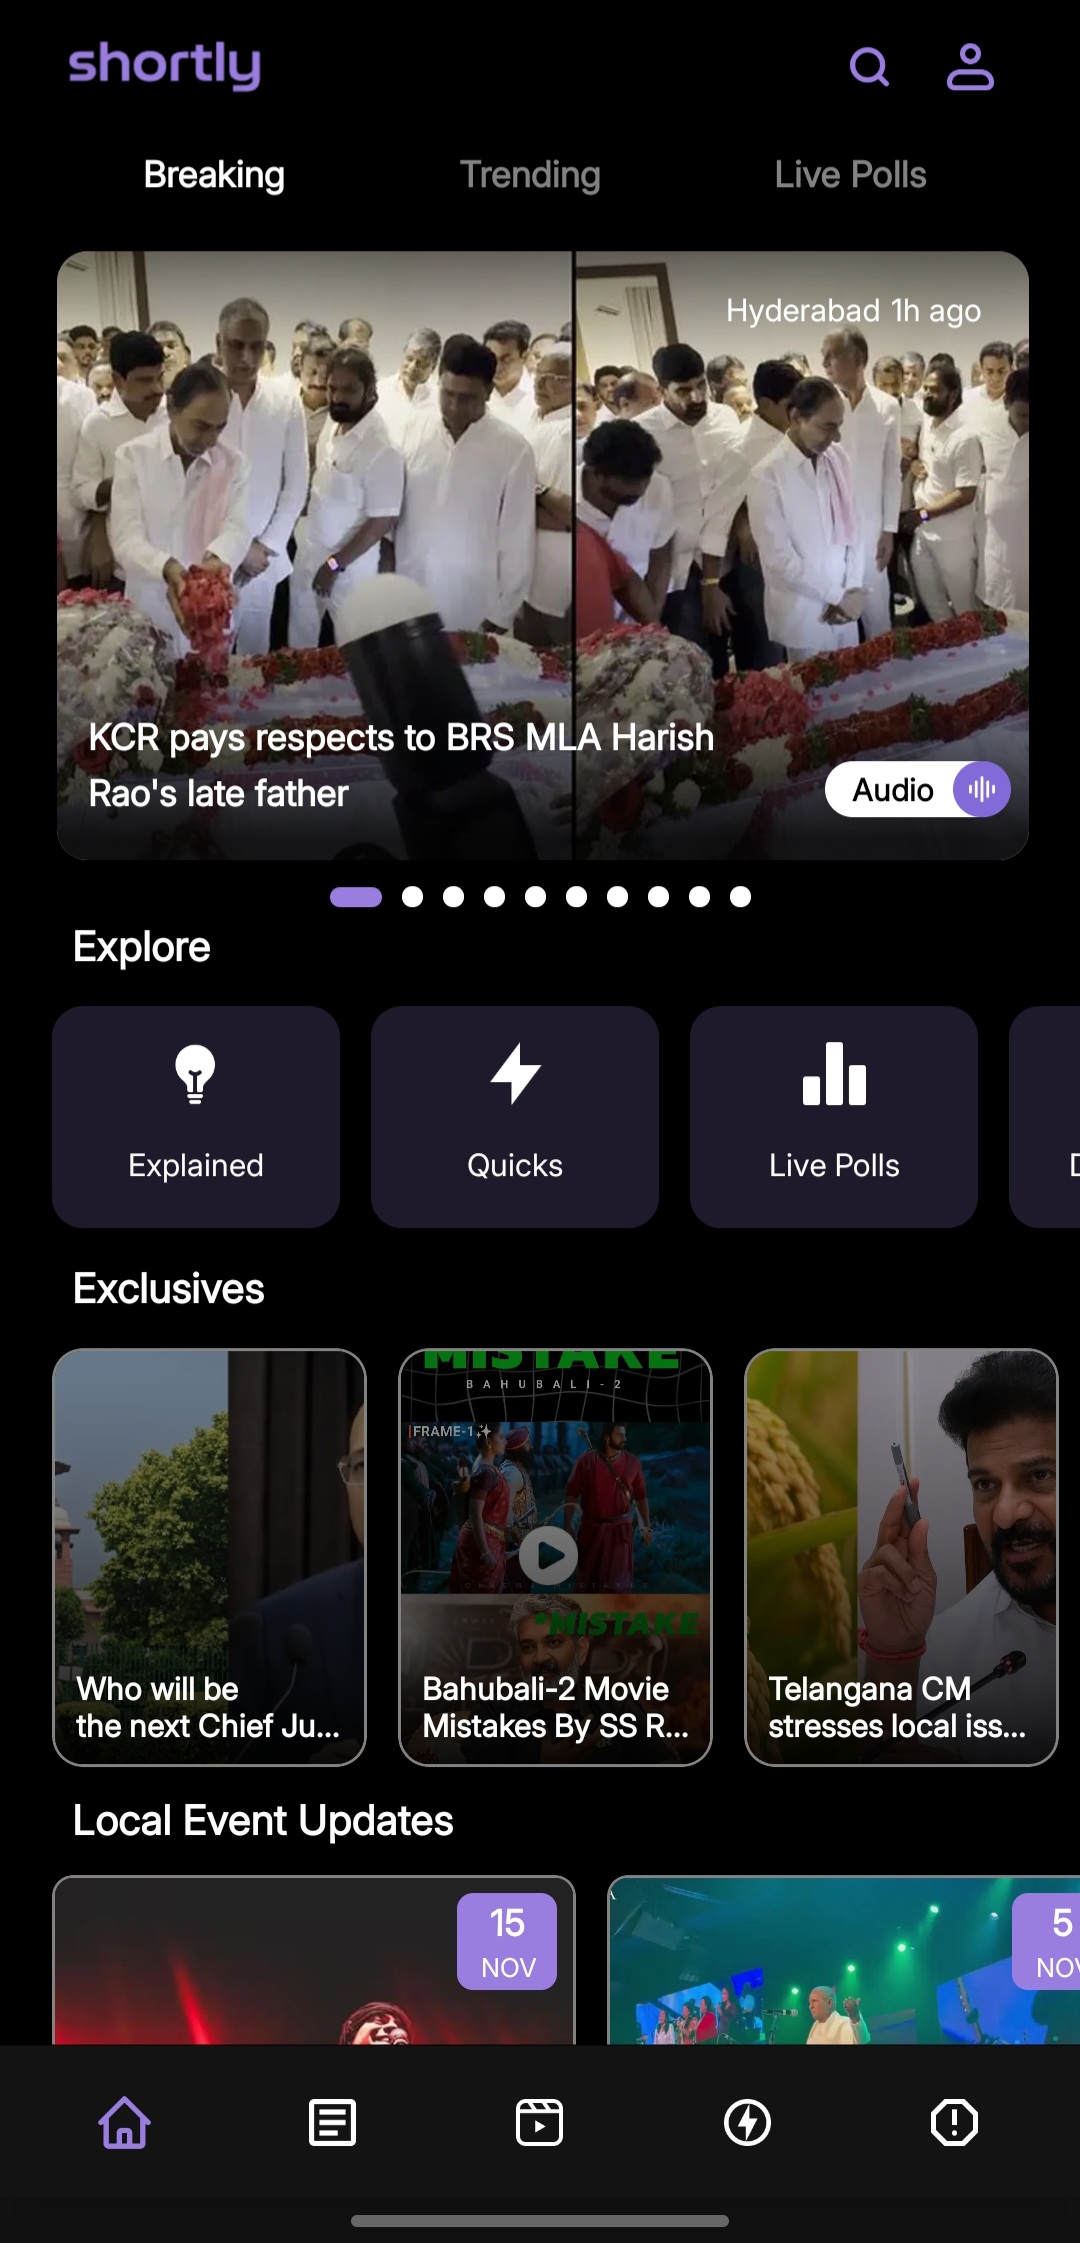 shortly
Breaking
Trending
Live Polls
Hyderabad 1h ago
KCR pays respects to BRS MLA Harish
Rao's late father
Audio
Explore
Explained
Quicks
Live Polls
Exclusives
MISTAKE
BAHUBALI-2
FRAME-1
*MISTAKE
Who will be
the next Chief Ju...
Bahubali-2 Movie
Mistakes By SS R...
Telangana CM
stresses local iss...
Local Event Updates
15
NOV
5
NOV